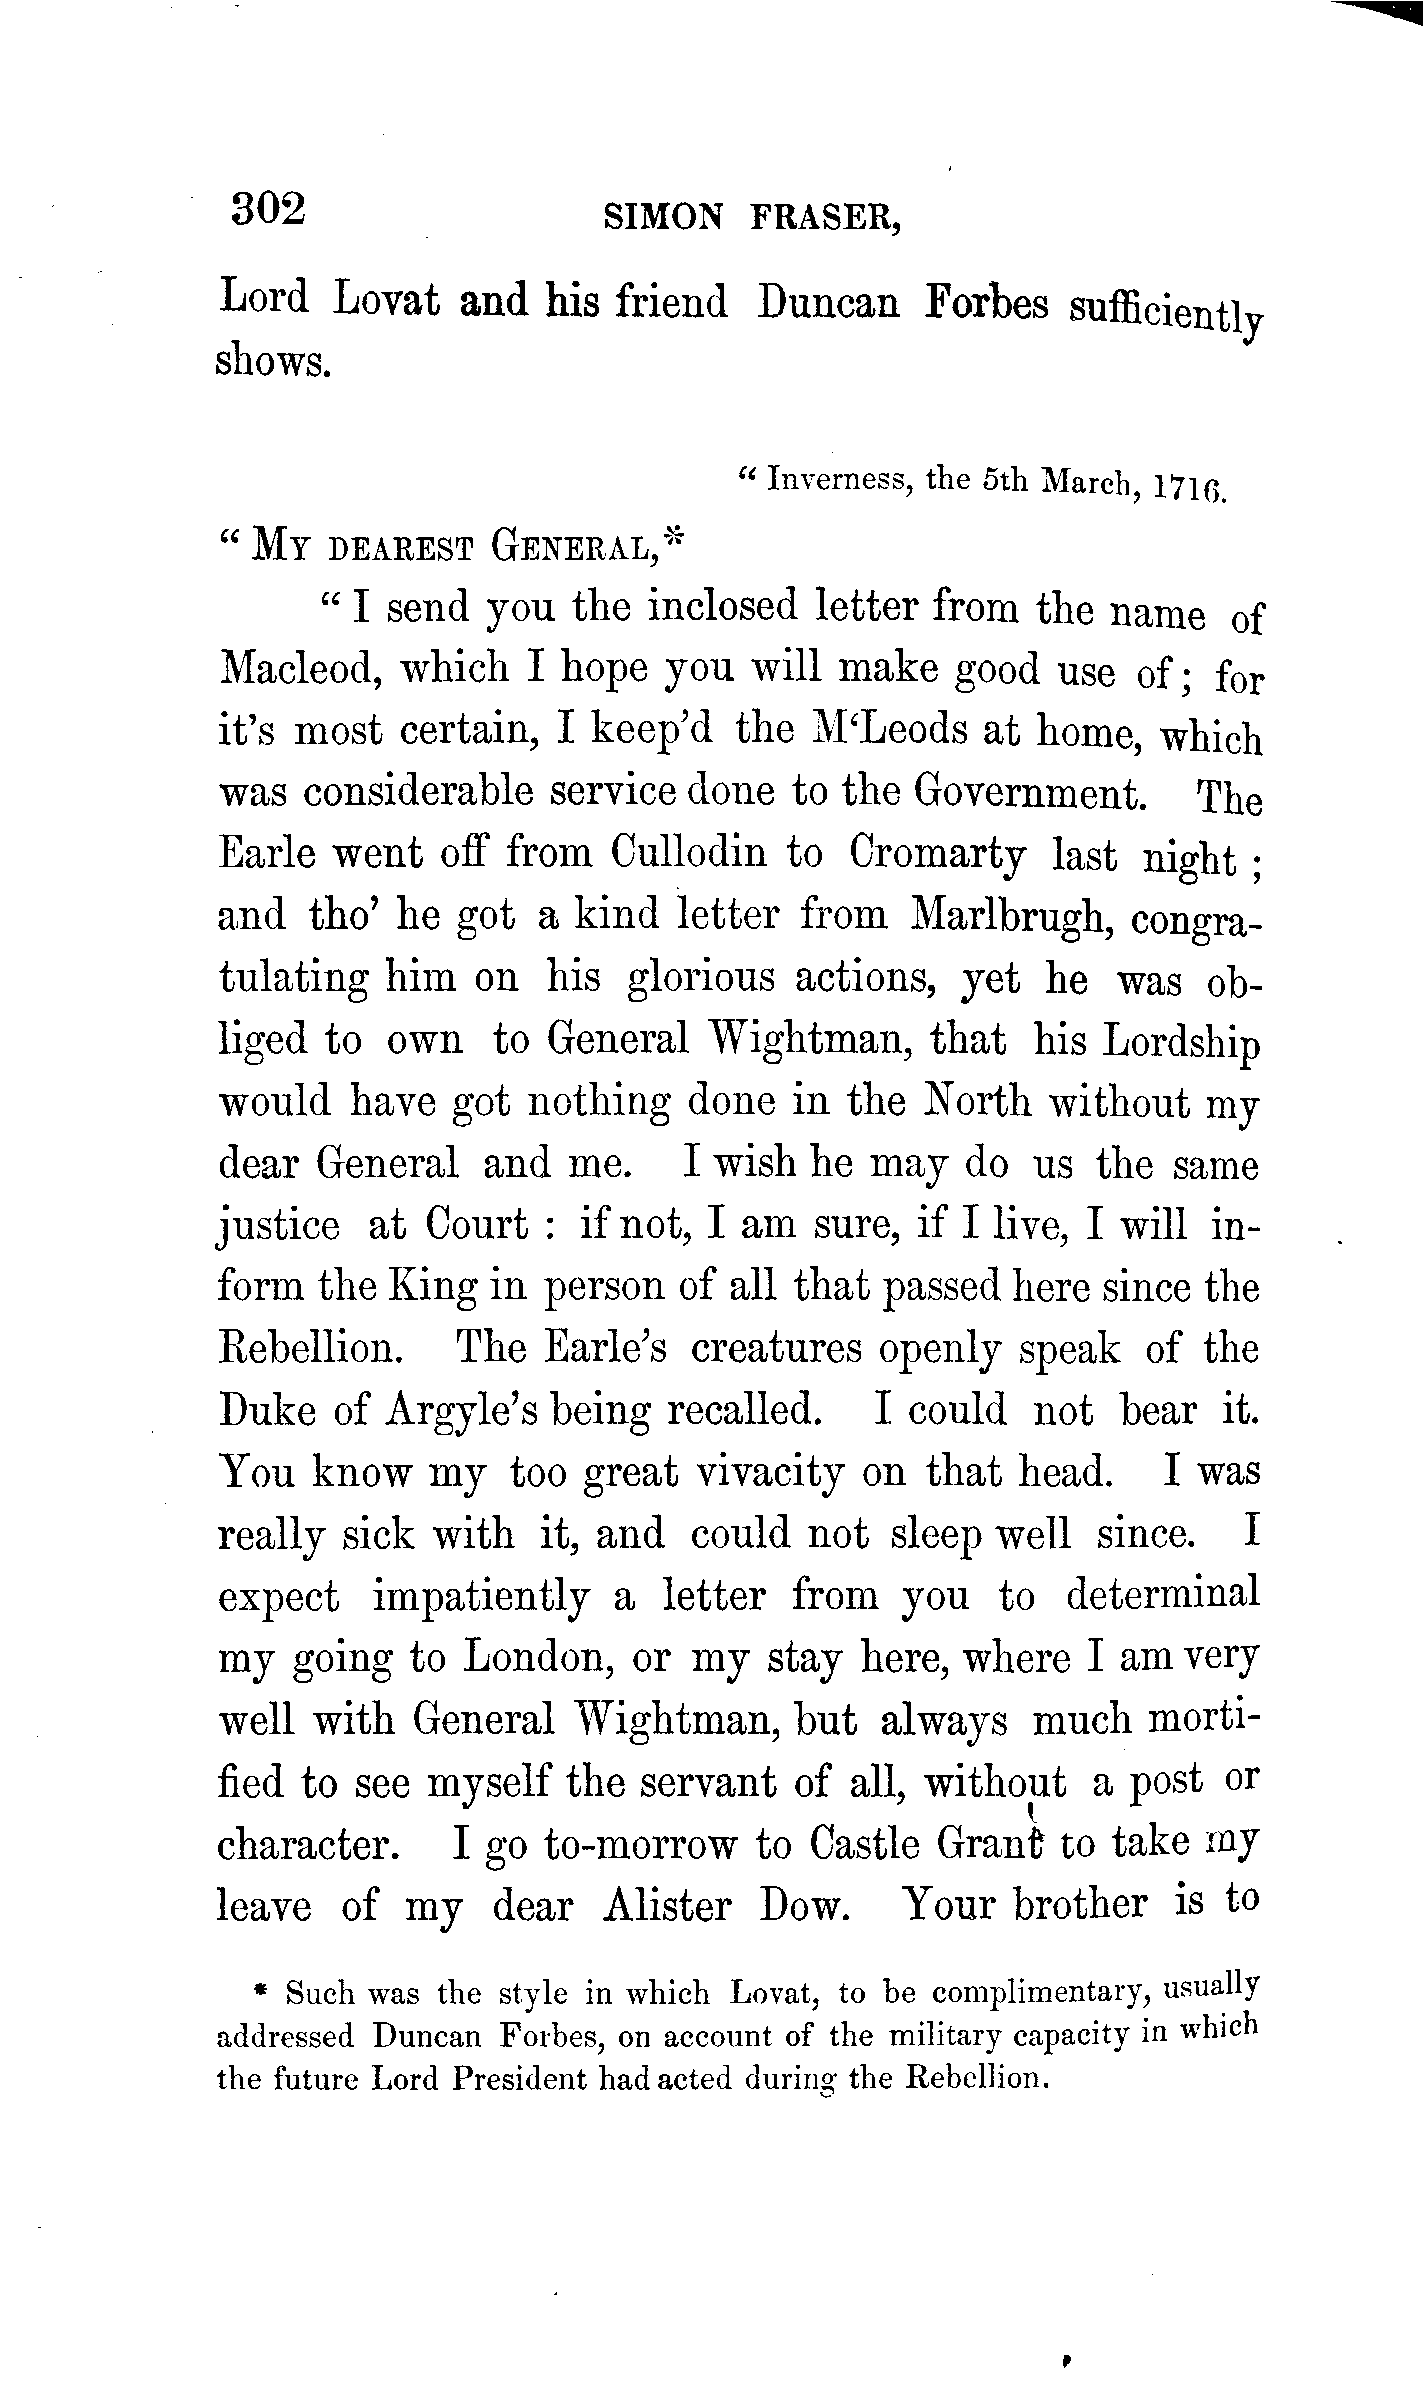 302 SIMON FRASER,
Lord Lovat and his friend Duncan Forbes sufficiently
shows.
“ Inverness, the 5th March, 1716.
“ My dearest General,*
“ I send you the inclosed letter from the name of
Macleod, which I hope you will make good use of ; for
it's most certain, I keep'd the M‘Leods at home, which
was considerable service done to the Government. The
Earle went off from Cullodin to Cromarty last night ;
and tho' he got a kind letter from Marlbrugh, congra-
tulating him on his glorious actions, yet he was ob-
liged to own to General Wightman, that his Lordship
would have got nothing done in the North without my
dear General and me. I wish he may do us the same
justice at Court : if not, I am sure, if I live, I will in-
form the King in person of all that passed here since the
Rebellion. The Earle's creatures openly speak of the
Duke of Argyle's being recalled. I could not bear it.
You know my too great vivacity on that head. I was
really sick with it, and could not sleep well since. I
expect impatiently a letter from you to determinal
my going to London, or my stay here, where I am very
well with General Wightman, but always much morti-
fied to see myself the servant of all, without a post or
character. I go to-morrow to Castle Grant to take my
leave of my dear Alister Dow. Your brother is to
* Such was the style in which Lovat, to be complimentary, usually
addressed Duncan Forbes, on account of the military capacity in which
the future Lord President had acted during the Rebellion.